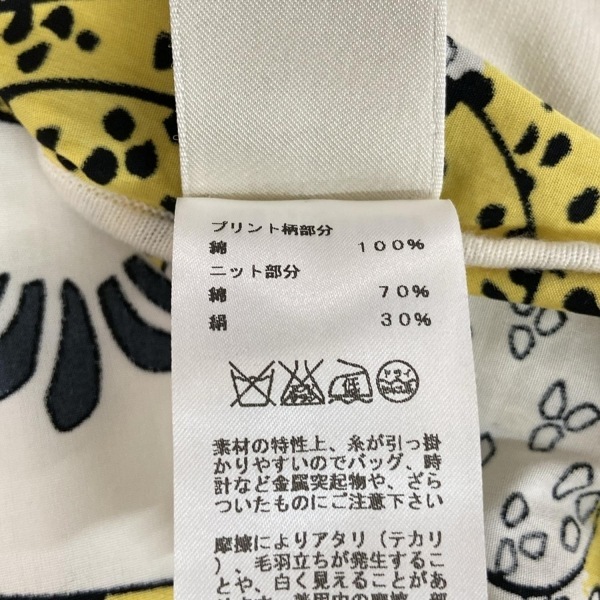 プリント柄部分
綿 100%
ニット部分
綿 70%
絹 30%
低
ドライ
素材の特性上、糸が引っ掛
かりやすいのでバッグ、時
計など金属突起物や、ざら
ついたものにご注意下さい
摩擦によりアタリ（テカリ
）、毛羽立ちが発生するこ
とや、白く見えることがあ